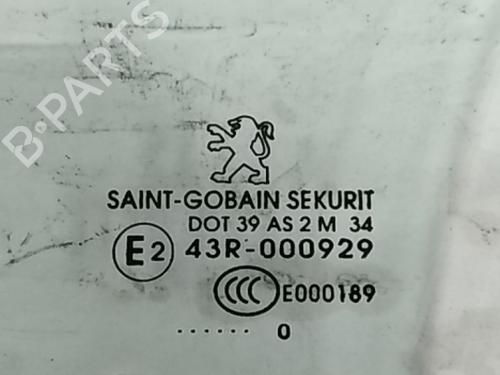 B-PARTS
SAINT-GOBAIN SEKURIT
DOT 39 AS 2 M 34
E2 43R-000929
CCC E000189
...... 0